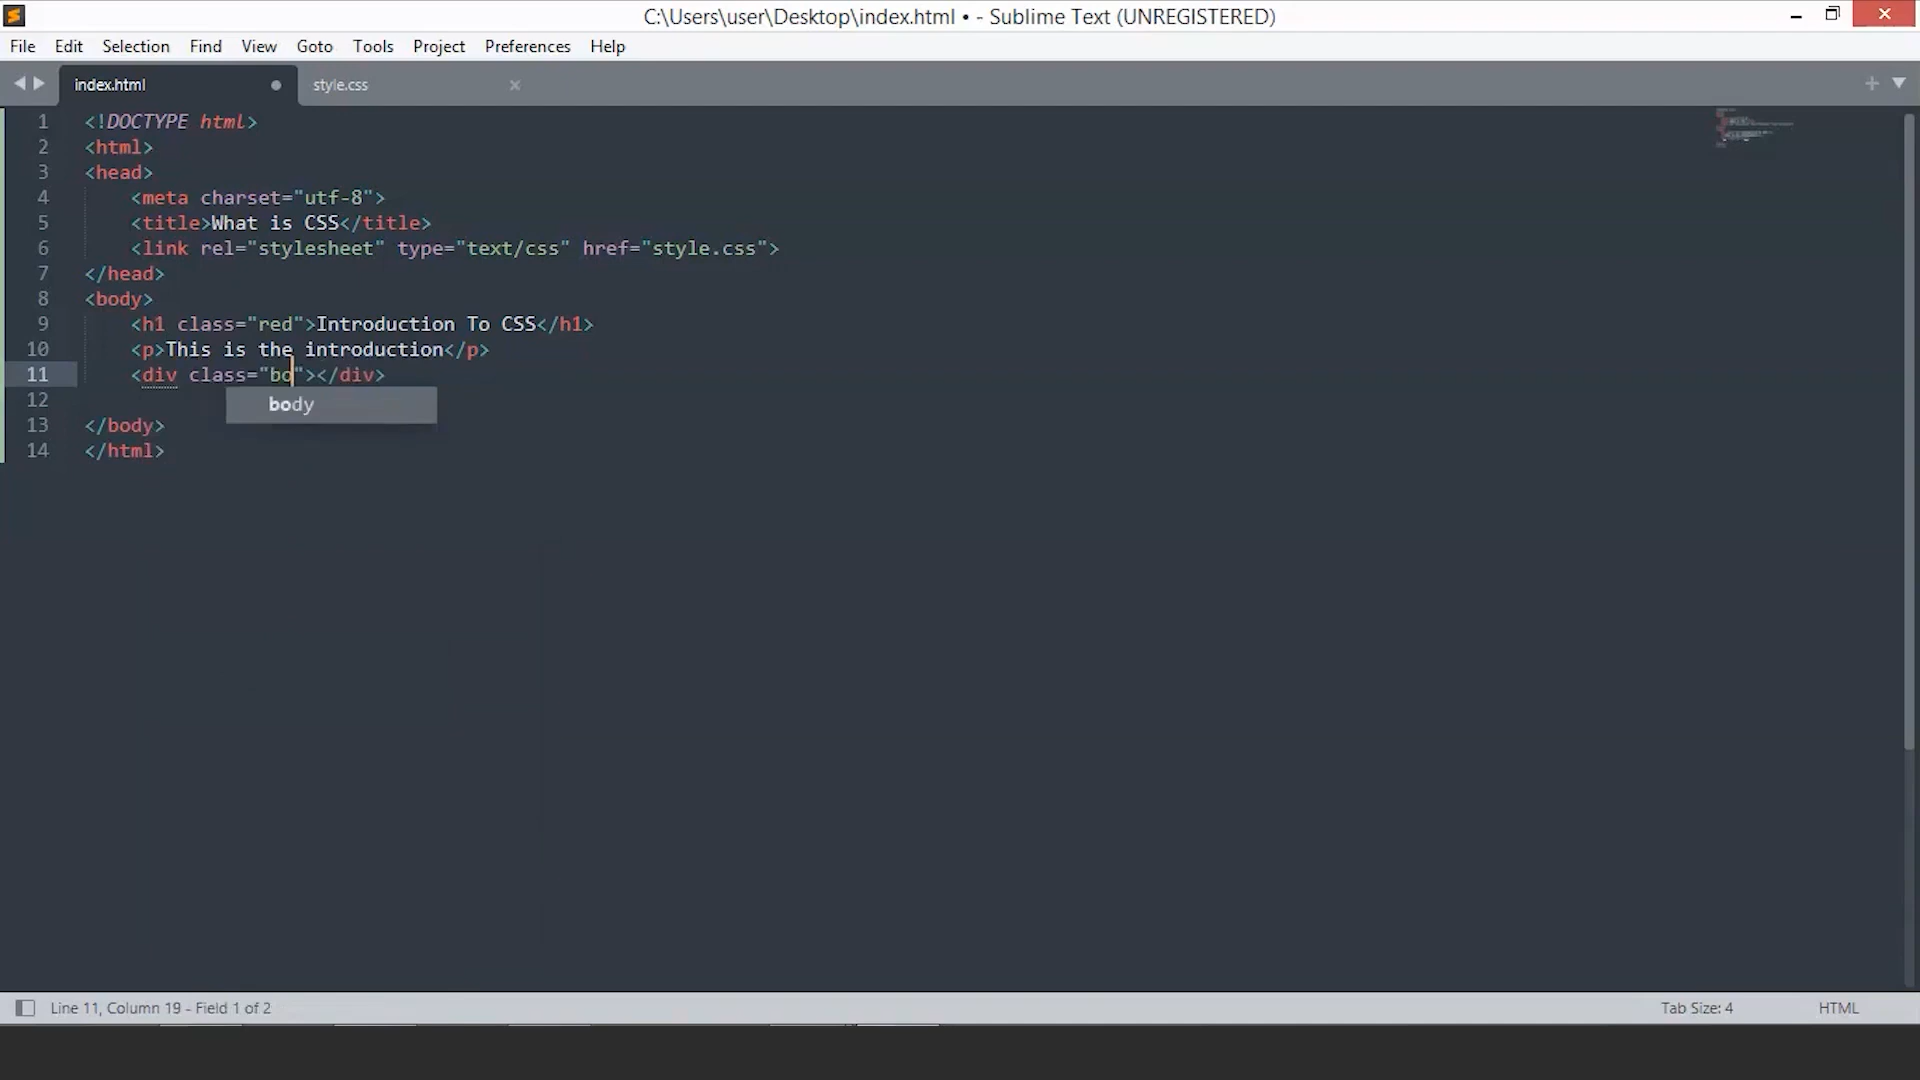 C:\Users\user\Desktop\index.html • - Sublime Text (UNREGISTERED)
File Edit Selection Find View Goto Tools Project Preferences Help
index.html style.css
1 <!DOCTYPE html>
2 <html>
3 <head>
4 <meta charset="utf-8">
5 <title>What is CSS</title>
6 <link rel="stylesheet" type="text/css" href="style.css">
7 </head>
8 <body>
9 <h1 class="red">Introduction To CSS</h1>
10 <p>This is the introduction</p>
11 <div class="bo"></div>
body
12
13 </body>
14 </html>
Line 11, Column 19 - Field 1 of 2 Tab Size: 4 HTML